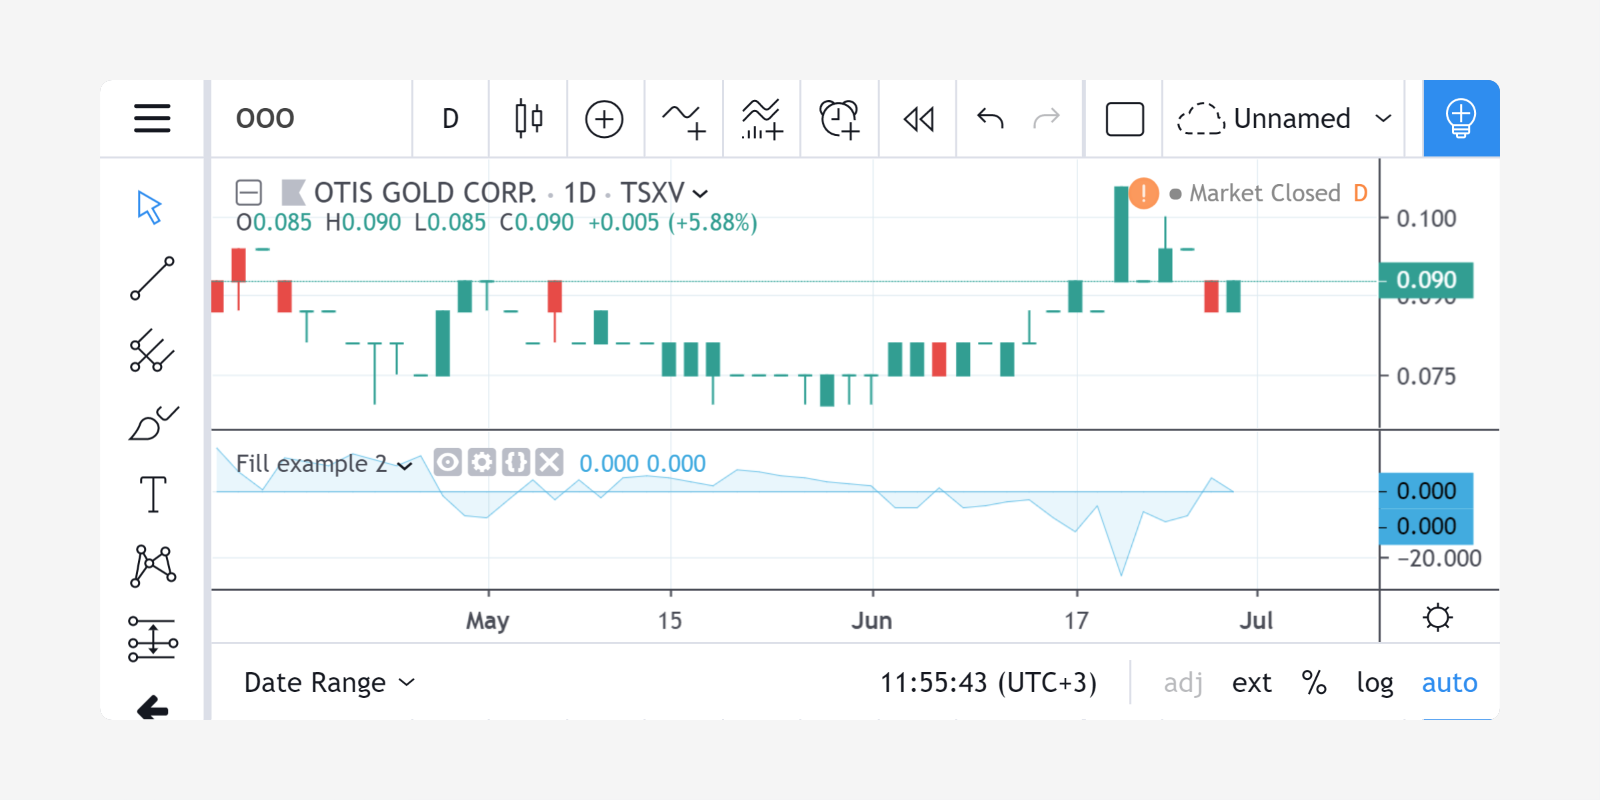 OOO D Unnamed
OTIS GOLD CORP. · 1D · TSXV ! ● Market Closed D
O0.085 H0.090 L0.085 C0.090 +0.005 (+5.88%)
0.100
0.090
0.090
0.075
Fill example 2 0.000 0.000
0.000
0.000
−20.000
May 15 Jun 17 Jul
Date Range 11:55:43 (UTC+3) adj ext % log auto